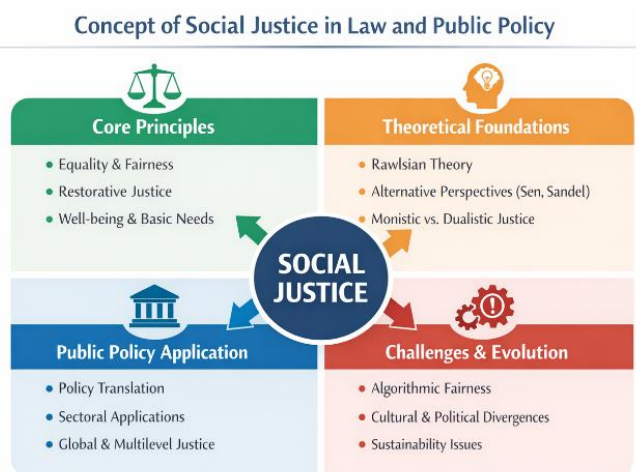 Concept of Social Justice in Law and Public Policy
Core Principles
• Equality & Fairness
• Restorative Justice
• Well-being & Basic Needs
Theoretical Foundations
• Rawlsian Theory
• Alternative Perspectives (Sen, Sandel)
• Monistic vs. Dualistic Justice
SOCIAL
JUSTICE
Public Policy Application
• Policy Translation
• Sectoral Applications
• Global & Multilevel Justice
Challenges & Evolution
• Algorithmic Fairness
• Cultural & Political Divergences
• Sustainability Issues